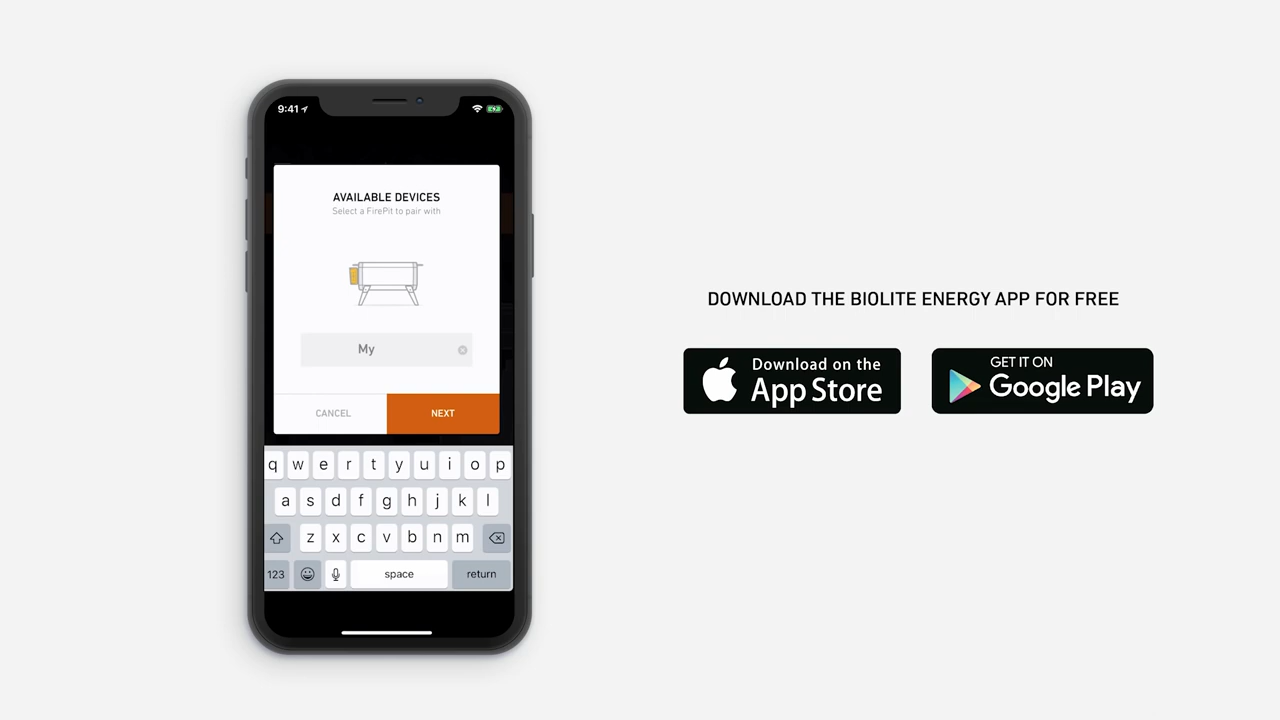 9:41
AVAILABLE DEVICES
Select a FirePit to pair with
My
CANCEL NEXT
q w e r t y u i o p
a s d f g h j k l
z x c v b n m
123 space return
DOWNLOAD THE BIOLITE ENERGY APP FOR FREE
Download on the
App Store
GET IT ON
Google Play